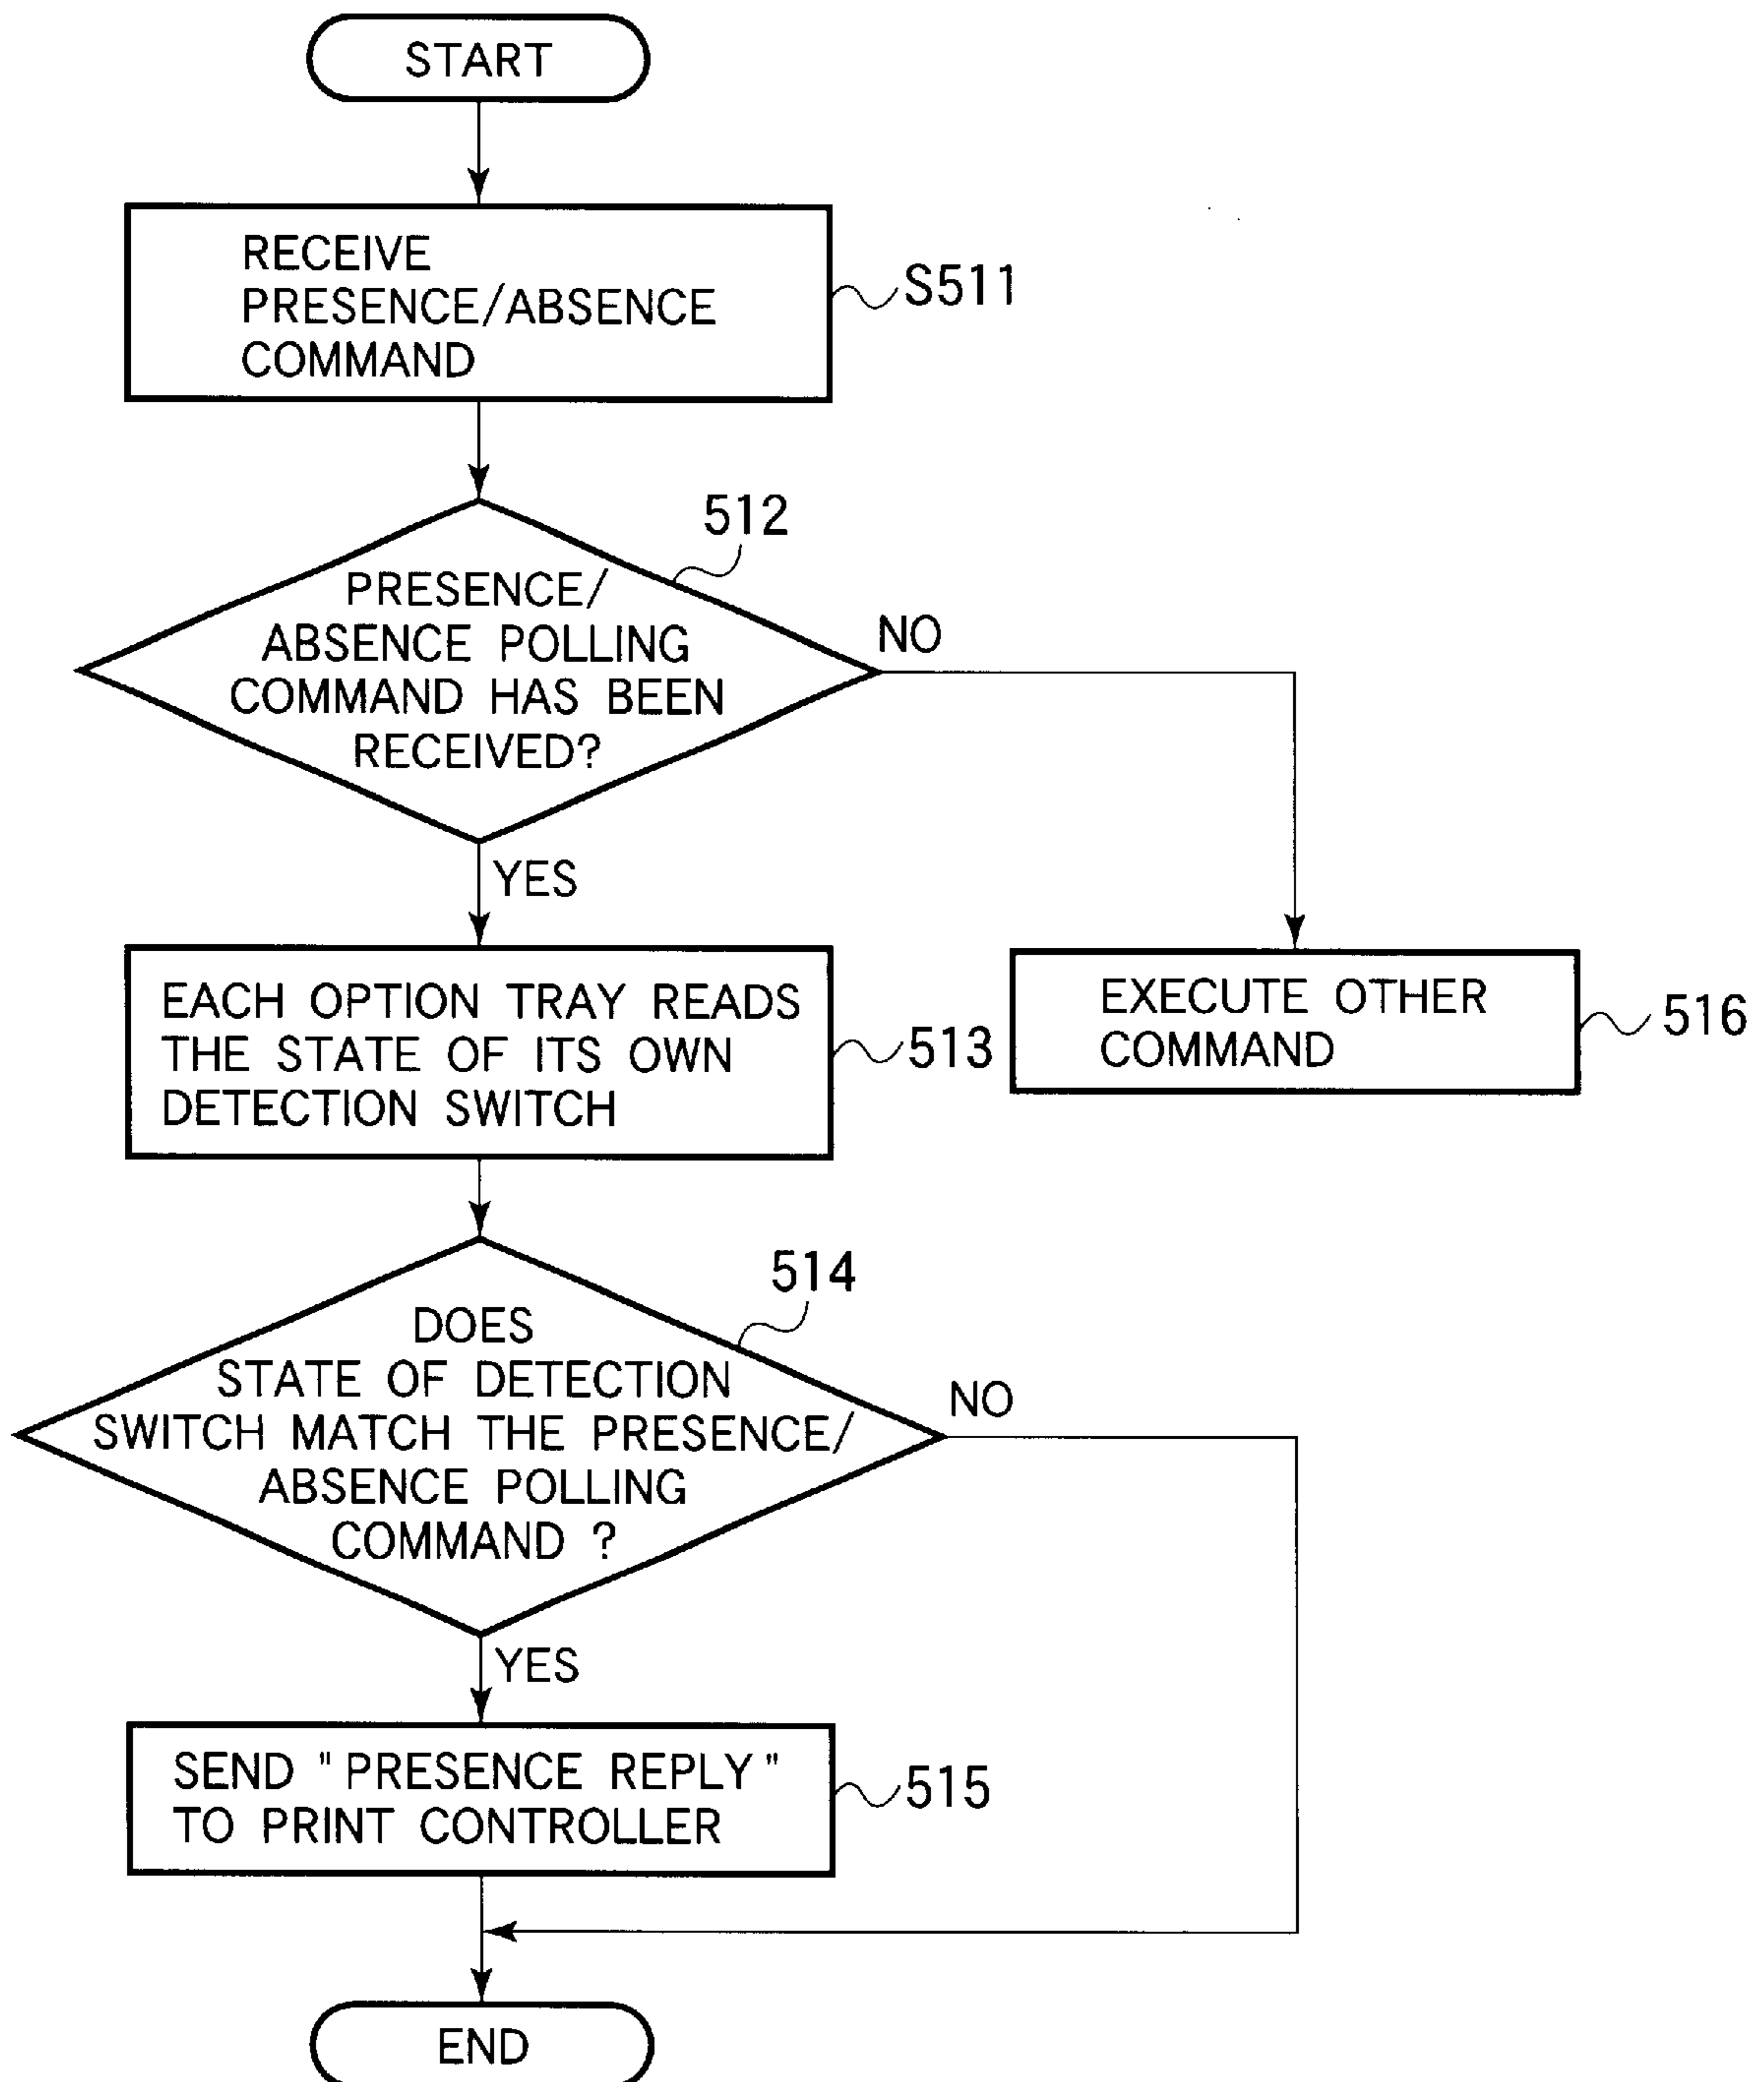 START
RECEIVE
PRESENCE/ABSENCE
COMMAND
S511
512
PRESENCE/
ABSENCE POLLING
COMMAND HAS BEEN
RECEIVED?
NO
YES
EACH OPTION TRAY READS
THE STATE OF ITS OWN
DETECTION SWITCH
513
EXECUTE OTHER
COMMAND
516
514
DOES
STATE OF DETECTION
SWITCH MATCH THE PRESENCE/
ABSENCE POLLING
COMMAND ?
NO
YES
SEND "PRESENCE REPLY"
TO PRINT CONTROLLER
515
END